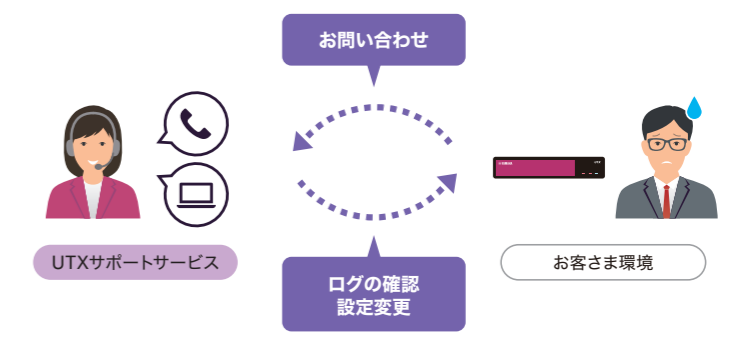 お問い合わせ
UTXサポートサービス
お客さま環境
ログの確認
設定変更